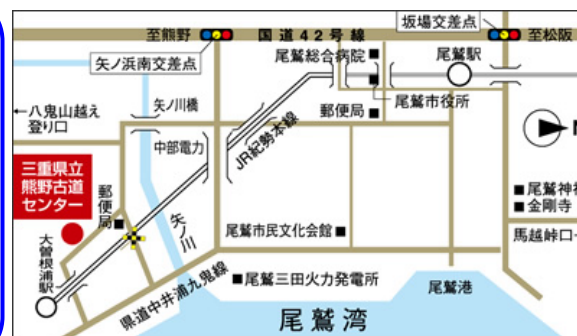 至熊野
国道42号線
坂場交差点
至松阪
矢ノ浜南交差点
尾鷲総合病院
尾鷲駅
尾鷲市役所
←八鬼山越え
登り口
矢ノ川橋
郵便局
中部電力
JR紀勢本線
三重県立
熊野古道
センター
郵便局
矢ノ川
尾鷲神社
金剛寺
尾鷲市民文化会館
馬越峠口
大曽根浦駅
県道中井浦九鬼線
尾鷲三田火力発電所
尾鷲港
尾鷲湾